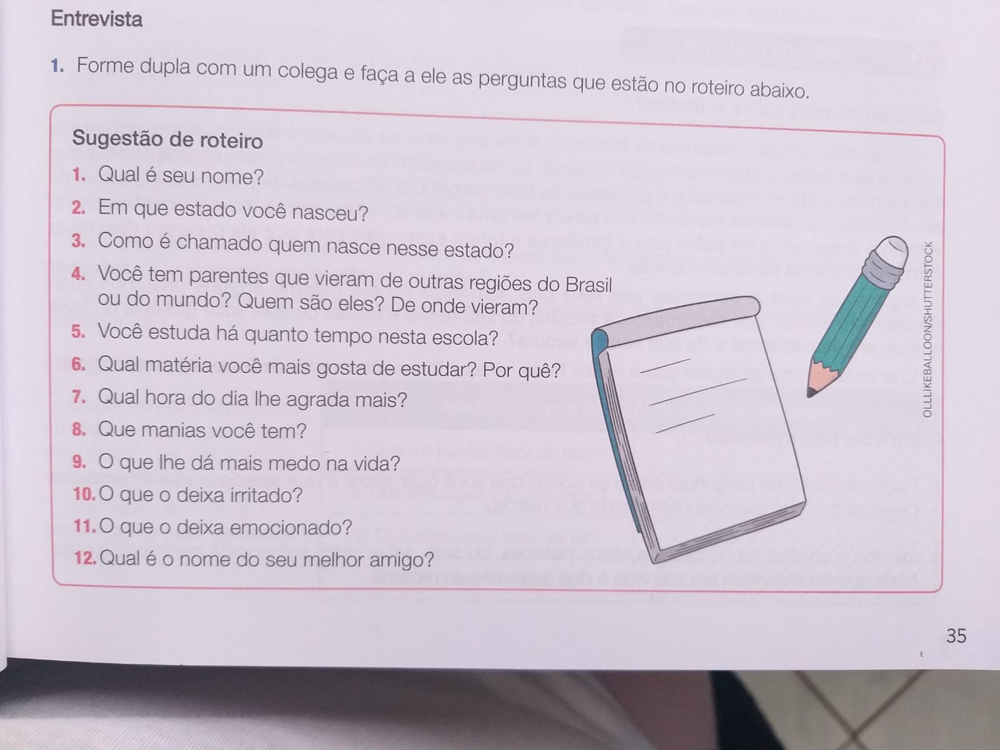 Entrevista
1. Forme dupla com um colega e faça a ele as perguntas que estão no roteiro abaixo.
Sugestão de roteiro
1. Qual é seu nome?
2. Em que estado você nasceu?
3. Como é chamado quem nasce nesse estado?
4. Você tem parentes que vieram de outras regiões do Brasil
ou do mundo? Quem são eles? De onde vieram?
5. Você estuda há quanto tempo nesta escola?
6. Qual matéria você mais gosta de estudar? Por quê?
7. Qual hora do dia lhe agrada mais?
8. Que manias você tem?
9. O que lhe dá mais medo na vida?
10. O que o deixa irritado?
11. O que o deixa emocionado?
12. Qual é o nome do seu melhor amigo?
OLLLIKEBALLOON/SHUTTERSTOCK
35